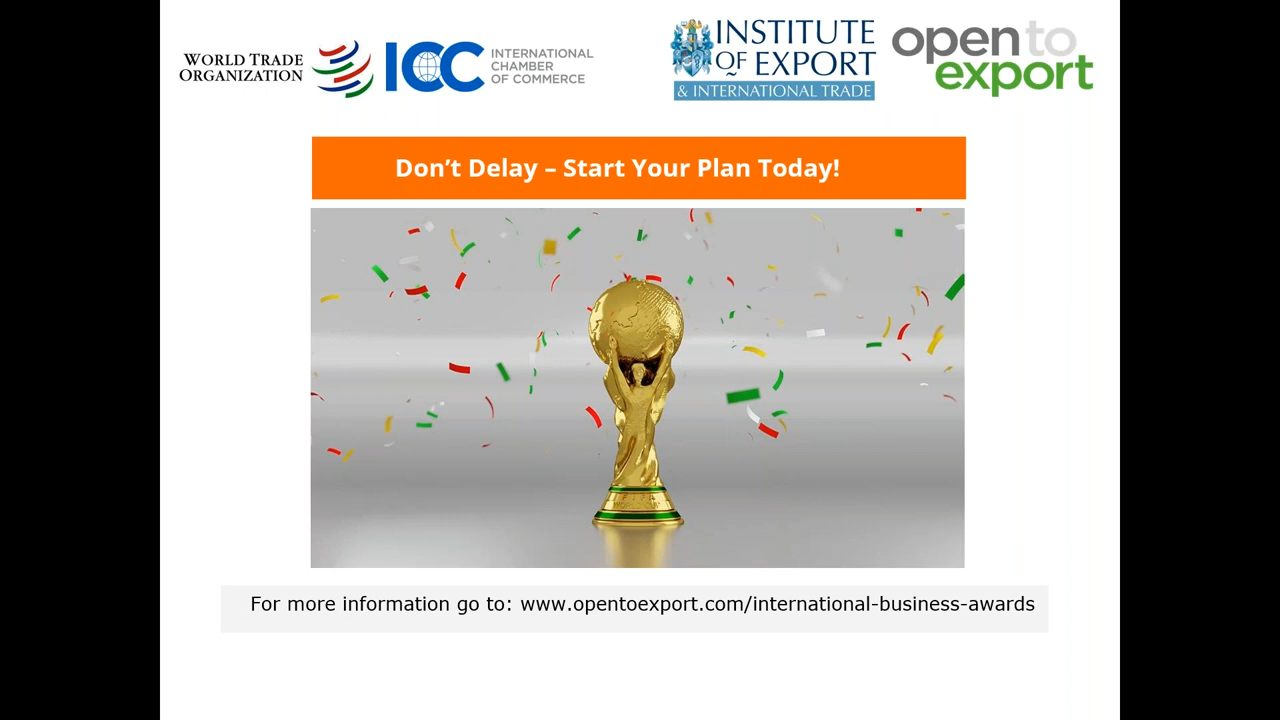 WORLD TRADE
ORGANIZATION
ICC
INTERNATIONAL
CHAMBER
OF COMMERCE
INSTITUTE
OF EXPORT
& INTERNATIONAL TRADE
open to
export
Don’t Delay – Start Your Plan Today!
FIFA
For more information go to: www.opentoexport.com/international-business-awards